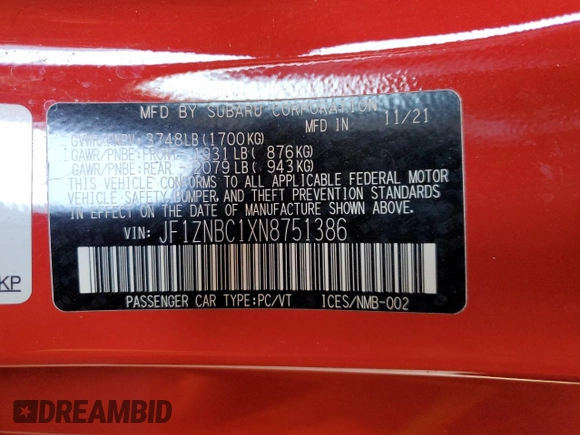 MFD BY SUBARU CORPORATION
MFD IN 11/21
GVWR/PNBV: 3748LB(1700KG)
GAWR/PNBE:FRONT- 1931LB( 876KG)
GAWR/PNBE:REAR - 2079LB( 943KG)
THIS VEHICLE CONFORMS TO ALL APPLICABLE FEDERAL MOTOR
VEHICLE SAFETY,BUMPER,AND THEFT PREVENTION STANDARDS
IN EFFECT ON THE DATE OF MANUFACTURE SHOWN ABOVE.
VIN: JF1ZNBC1XN8751386
PASSENGER CAR TYPE:PC/VT ICES/NMB-002
KP
DREAMBID